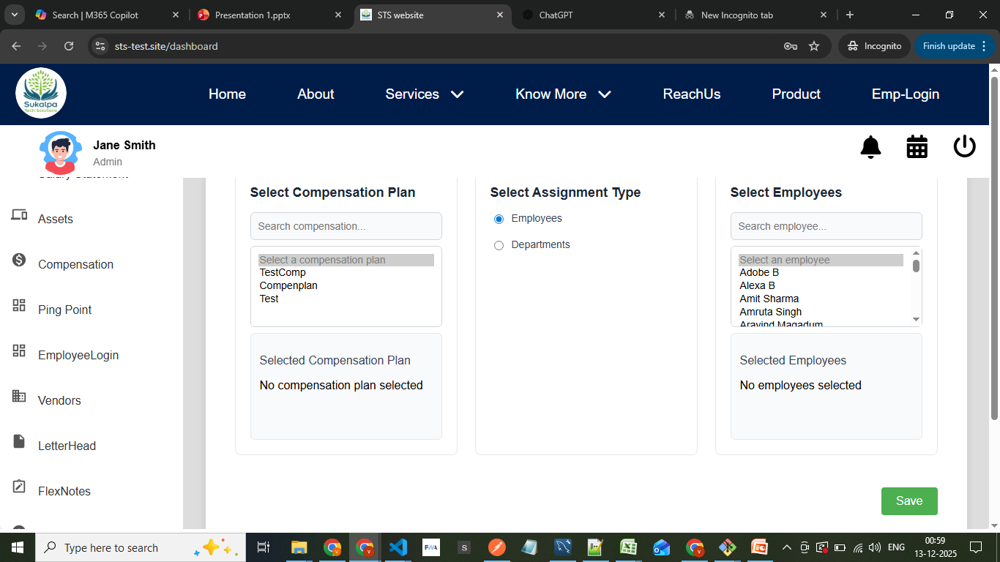 Search | M365 Copilot
Presentation 1.pptx
STS website
ChatGPT
New Incognito tab
sts-test.site/dashboard
Incognito
Finish update
Sukalpa
Tech Solutions
Home
About
Services
Know More
ReachUs
Product
Emp-Login
Jane Smith
Admin
Salary Statement
Assets
Compensation
Ping Point
EmployeeLogin
Vendors
LetterHead
FlexNotes
Select Compensation Plan
Search compensation...
Select a compensation plan
TestComp
Compenplan
Test
Selected Compensation Plan
No compensation plan selected
Select Assignment Type
Employees
Departments
Select Employees
Search employee...
Select an employee
Adobe B
Alexa B
Amit Sharma
Amruta Singh
Aravind Magadum
Selected Employees
No employees selected
Save
Type here to search
PWA
S
V
V
V
ENG
00:59
13-12-2025